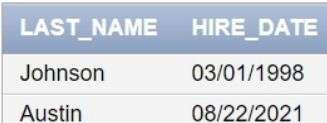 LAST_NAME HIRE_DATE
Johnson 03/01/1998
Austin 08/22/2021